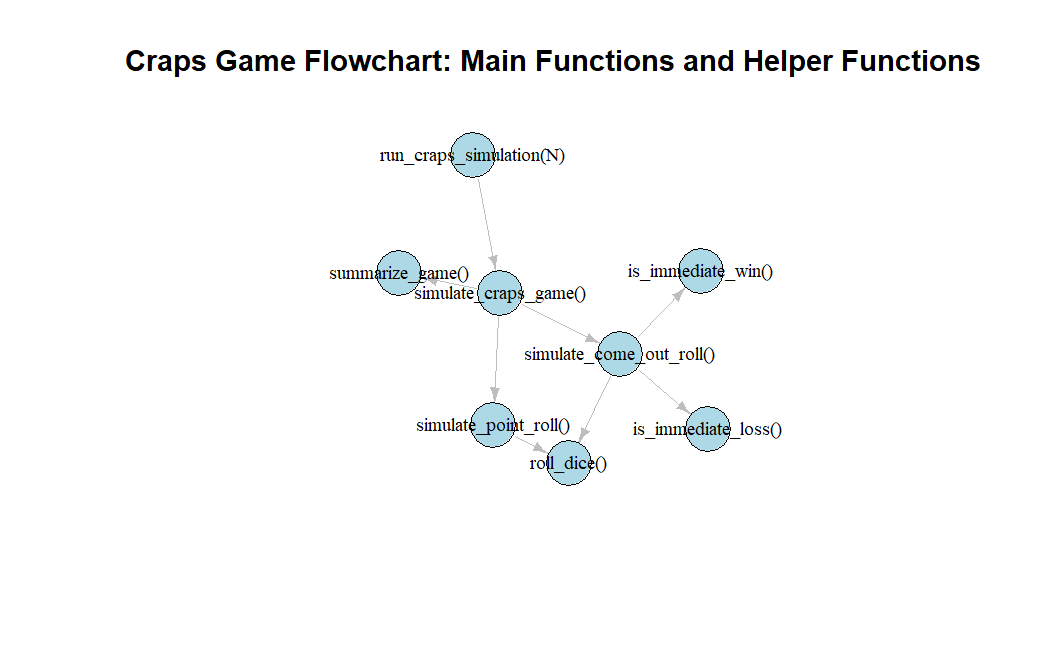 Craps Game Flowchart: Main Functions and Helper Functions
run_craps_simulation(N)
summarize_game()
simulate_craps_game()
is_immediate_win()
simulate_come_out_roll()
simulate_point_roll()
is_immediate_loss()
roll_dice()